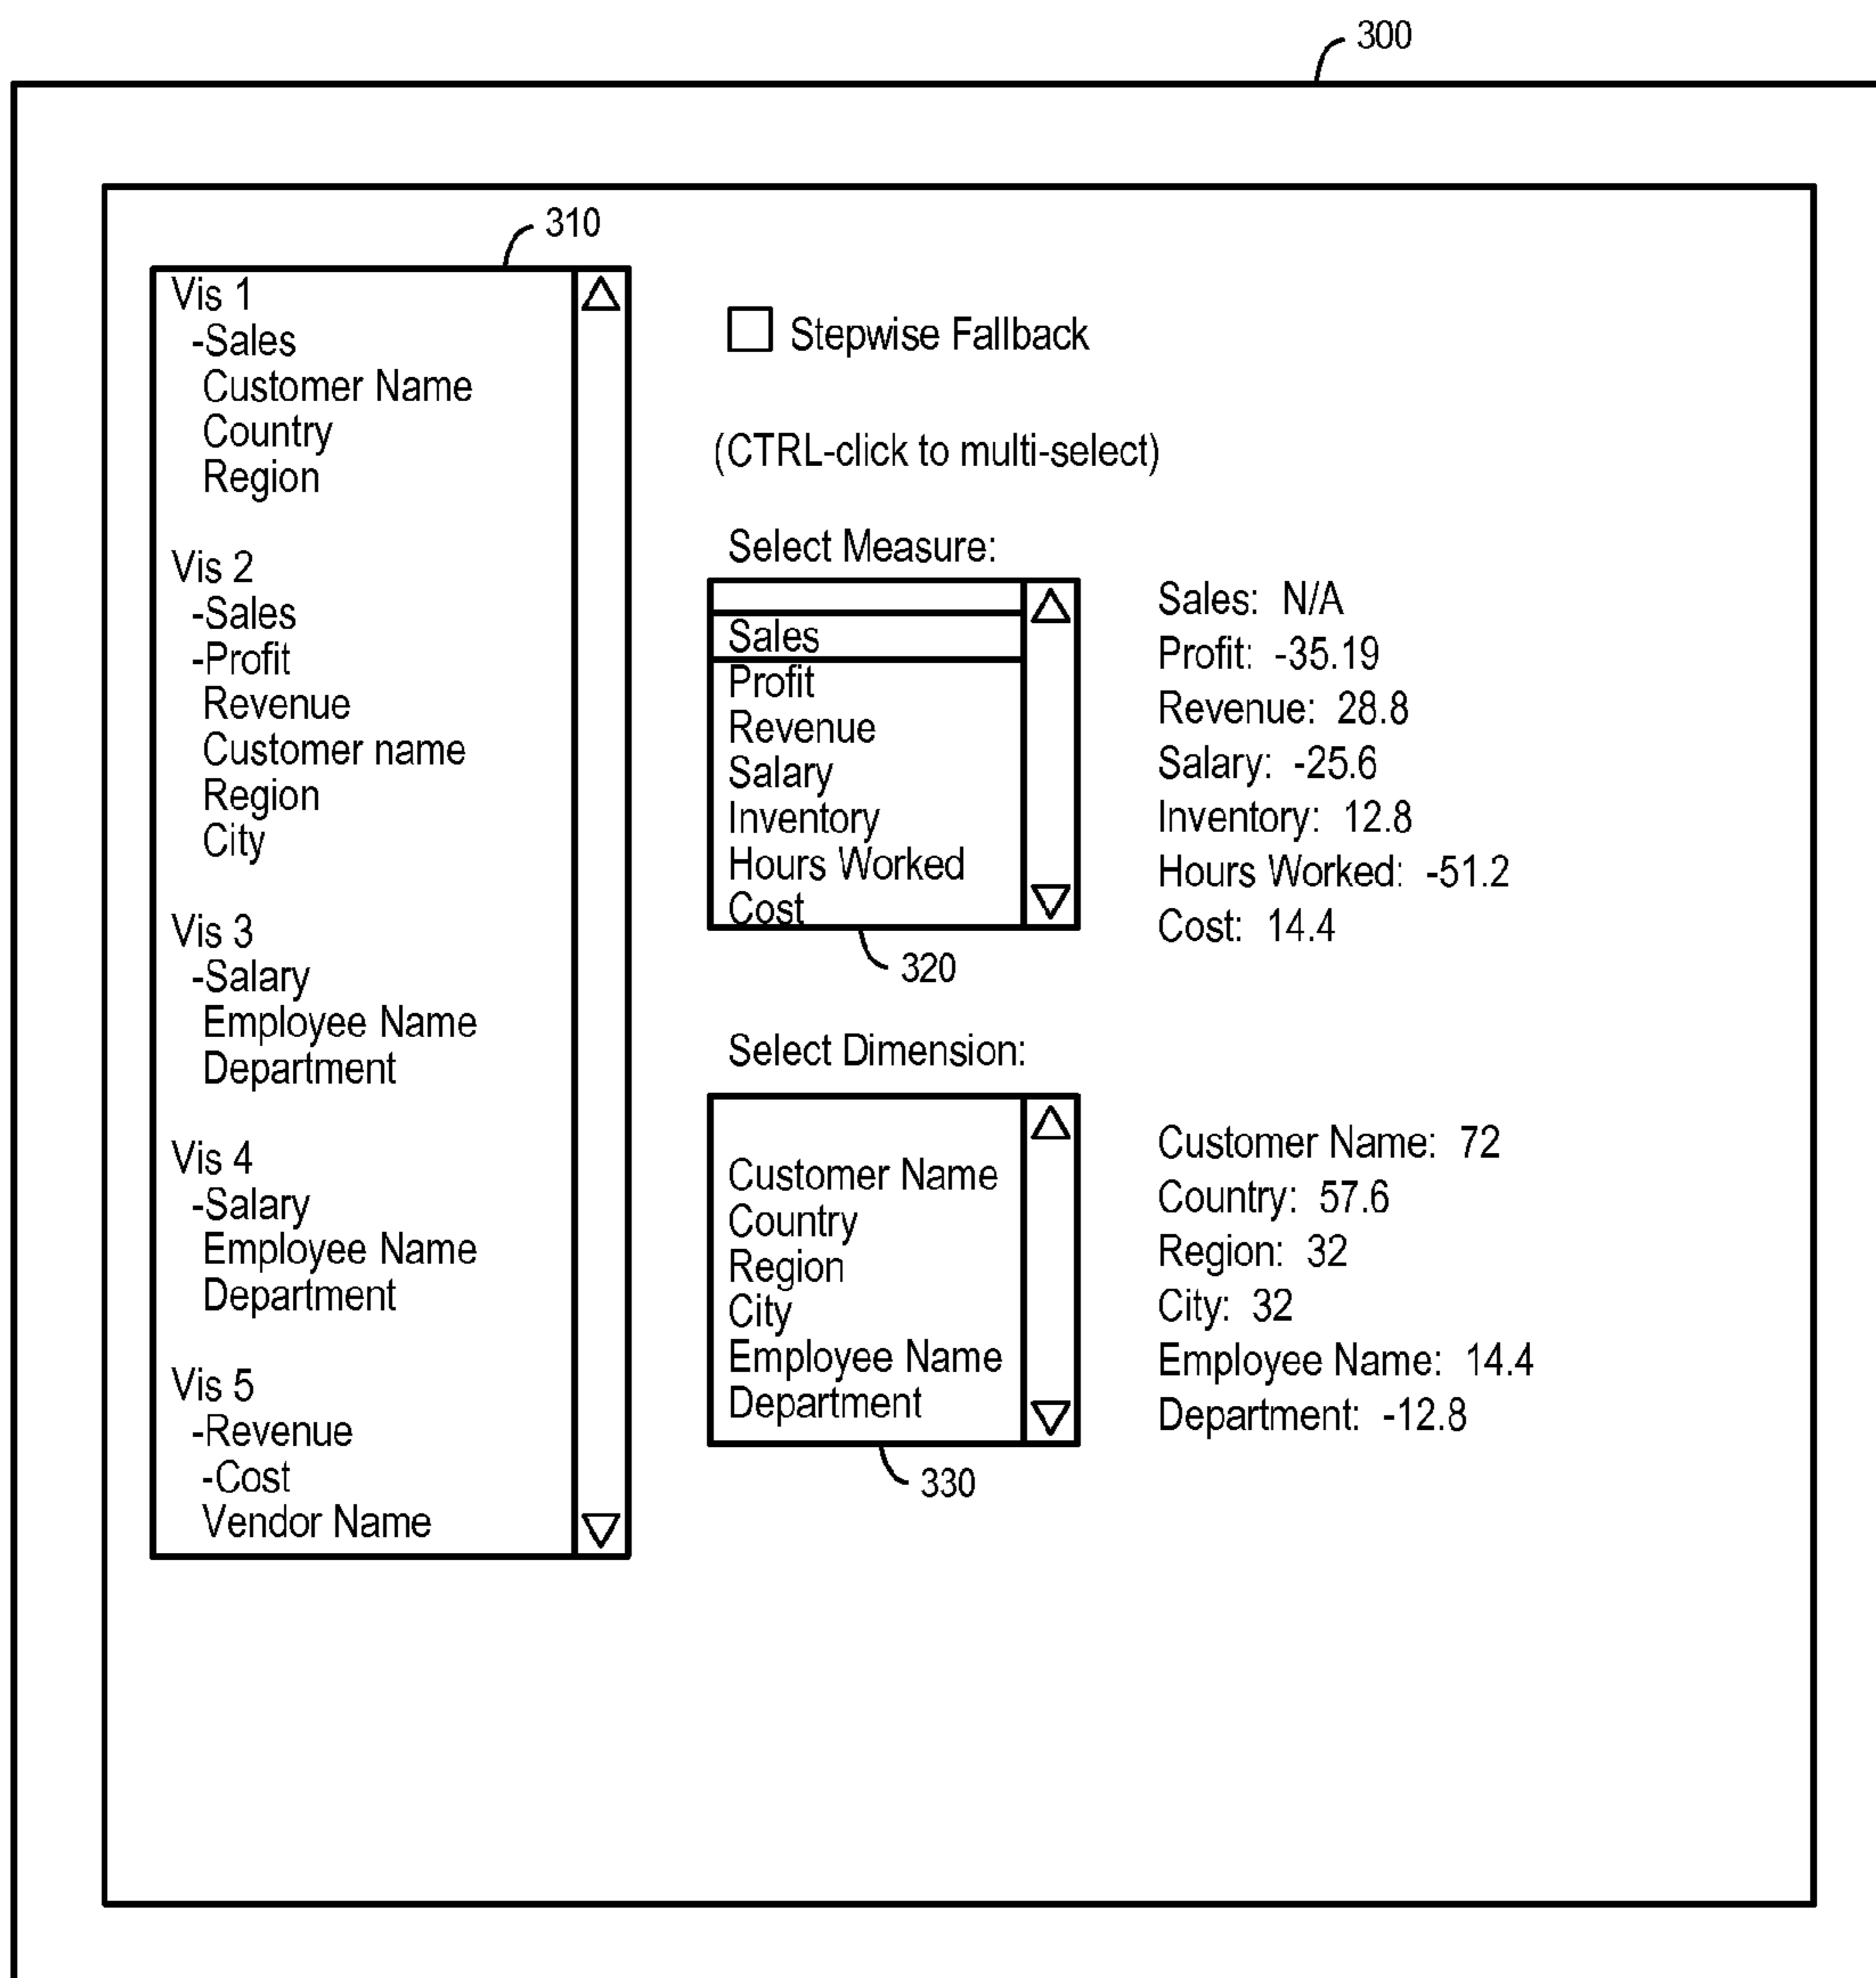 300
310
Vis 1
-Sales
Customer Name
Country
Region
Vis 2
-Sales
-Profit
Revenue
Customer name
Region
City
Vis 3
-Salary
Employee Name
Department
Vis 4
-Salary
Employee Name
Department
Vis 5
-Revenue
-Cost
Vendor Name
Stepwise Fallback
(CTRL-click to multi-select)
Select Measure:
Sales
Profit
Revenue
Salary
Inventory
Hours Worked
Cost
320
Sales: N/A
Profit: -35.19
Revenue: 28.8
Salary: -25.6
Inventory: 12.8
Hours Worked: -51.2
Cost: 14.4
Select Dimension:
Customer Name
Country
Region
City
Employee Name
Department
330
Customer Name: 72
Country: 57.6
Region: 32
City: 32
Employee Name: 14.4
Department: -12.8